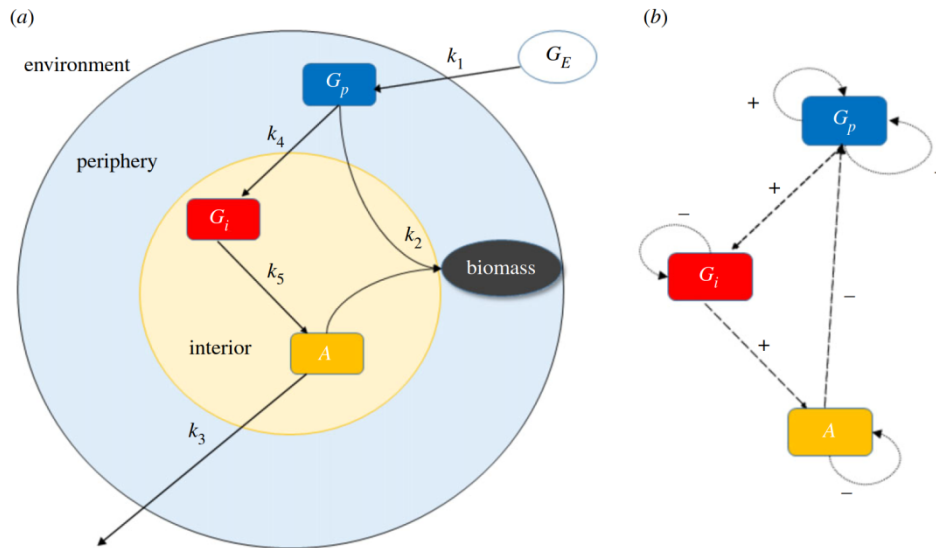 (a)
environment
k1
GE
Gp
periphery
k4
Gi
k2
k5
biomass
interior
A
k3
(b)
+
Gp
–
+
–
Gi
–
+
A
–